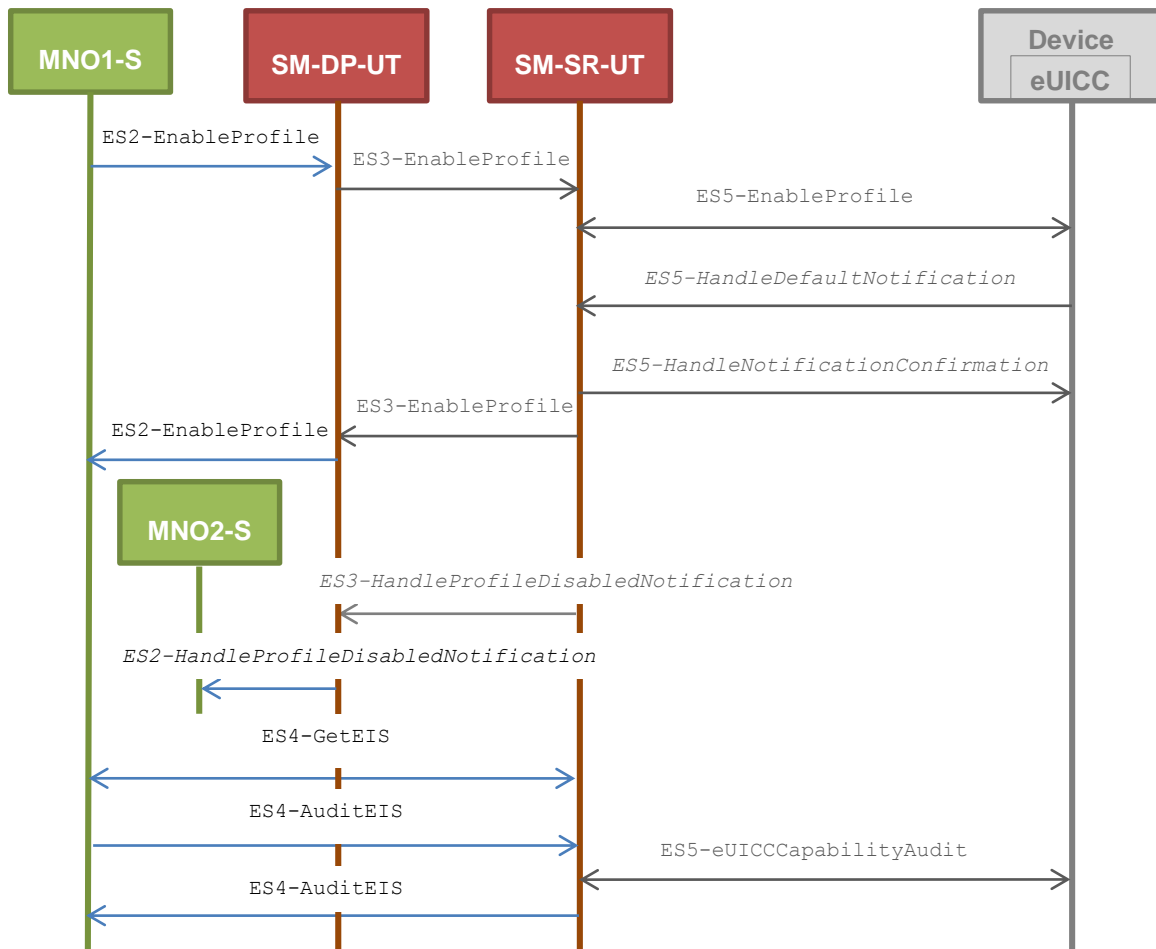 MNO1-S
SM-DP-UT
SM-SR-UT
Device
eUICC
ES2-EnableProfile
ES3-EnableProfile
ES5-EnableProfile
ES5-HandleDefaultNotification
ES5-HandleNotificationConfirmation
ES3-EnableProfile
ES2-EnableProfile
MNO2-S
ES3-HandleProfileDisabledNotification
ES2-HandleProfileDisabledNotification
ES4-GetEIS
ES4-AuditEIS
ES5-eUICCCapabilityAudit
ES4-AuditEIS